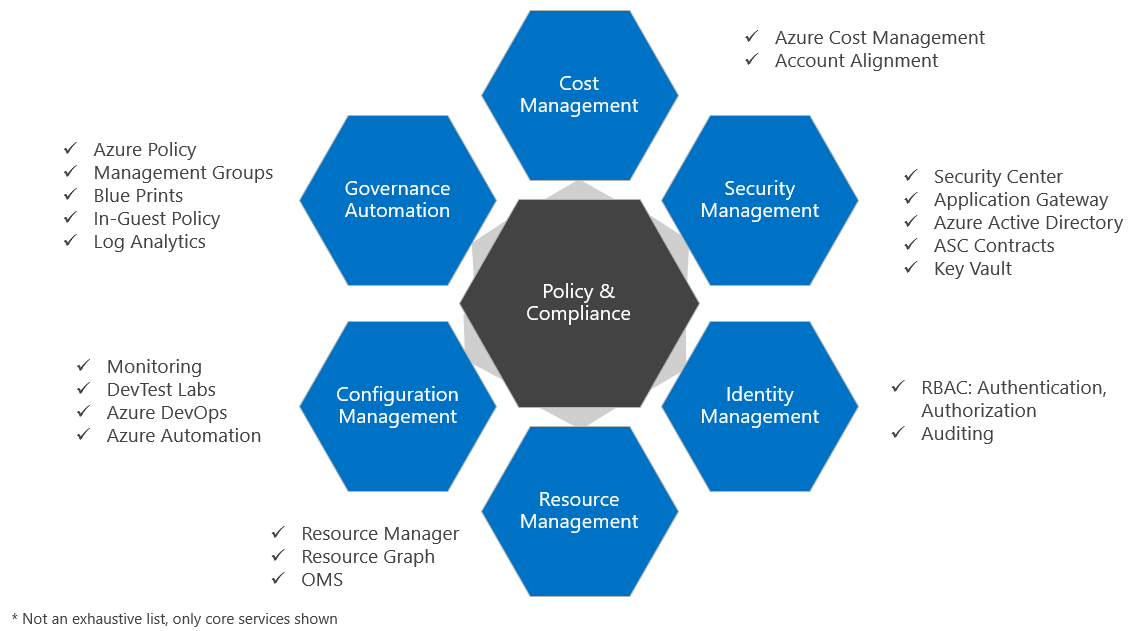 Cost
Management
✓ Azure Cost Management
✓ Account Alignment
Governance
Automation
✓ Azure Policy
✓ Management Groups
✓ Blue Prints
✓ In-Guest Policy
✓ Log Analytics
Security
Management
✓ Security Center
✓ Application Gateway
✓ Azure Active Directory
✓ ASC Contracts
✓ Key Vault
Policy &
Compliance
Configuration
Management
✓ Monitoring
✓ DevTest Labs
✓ Azure DevOps
✓ Azure Automation
Identity
Management
✓ RBAC: Authentication,
Authorization
✓ Auditing
Resource
Management
✓ Resource Manager
✓ Resource Graph
✓ OMS
* Not an exhaustive list, only core services shown